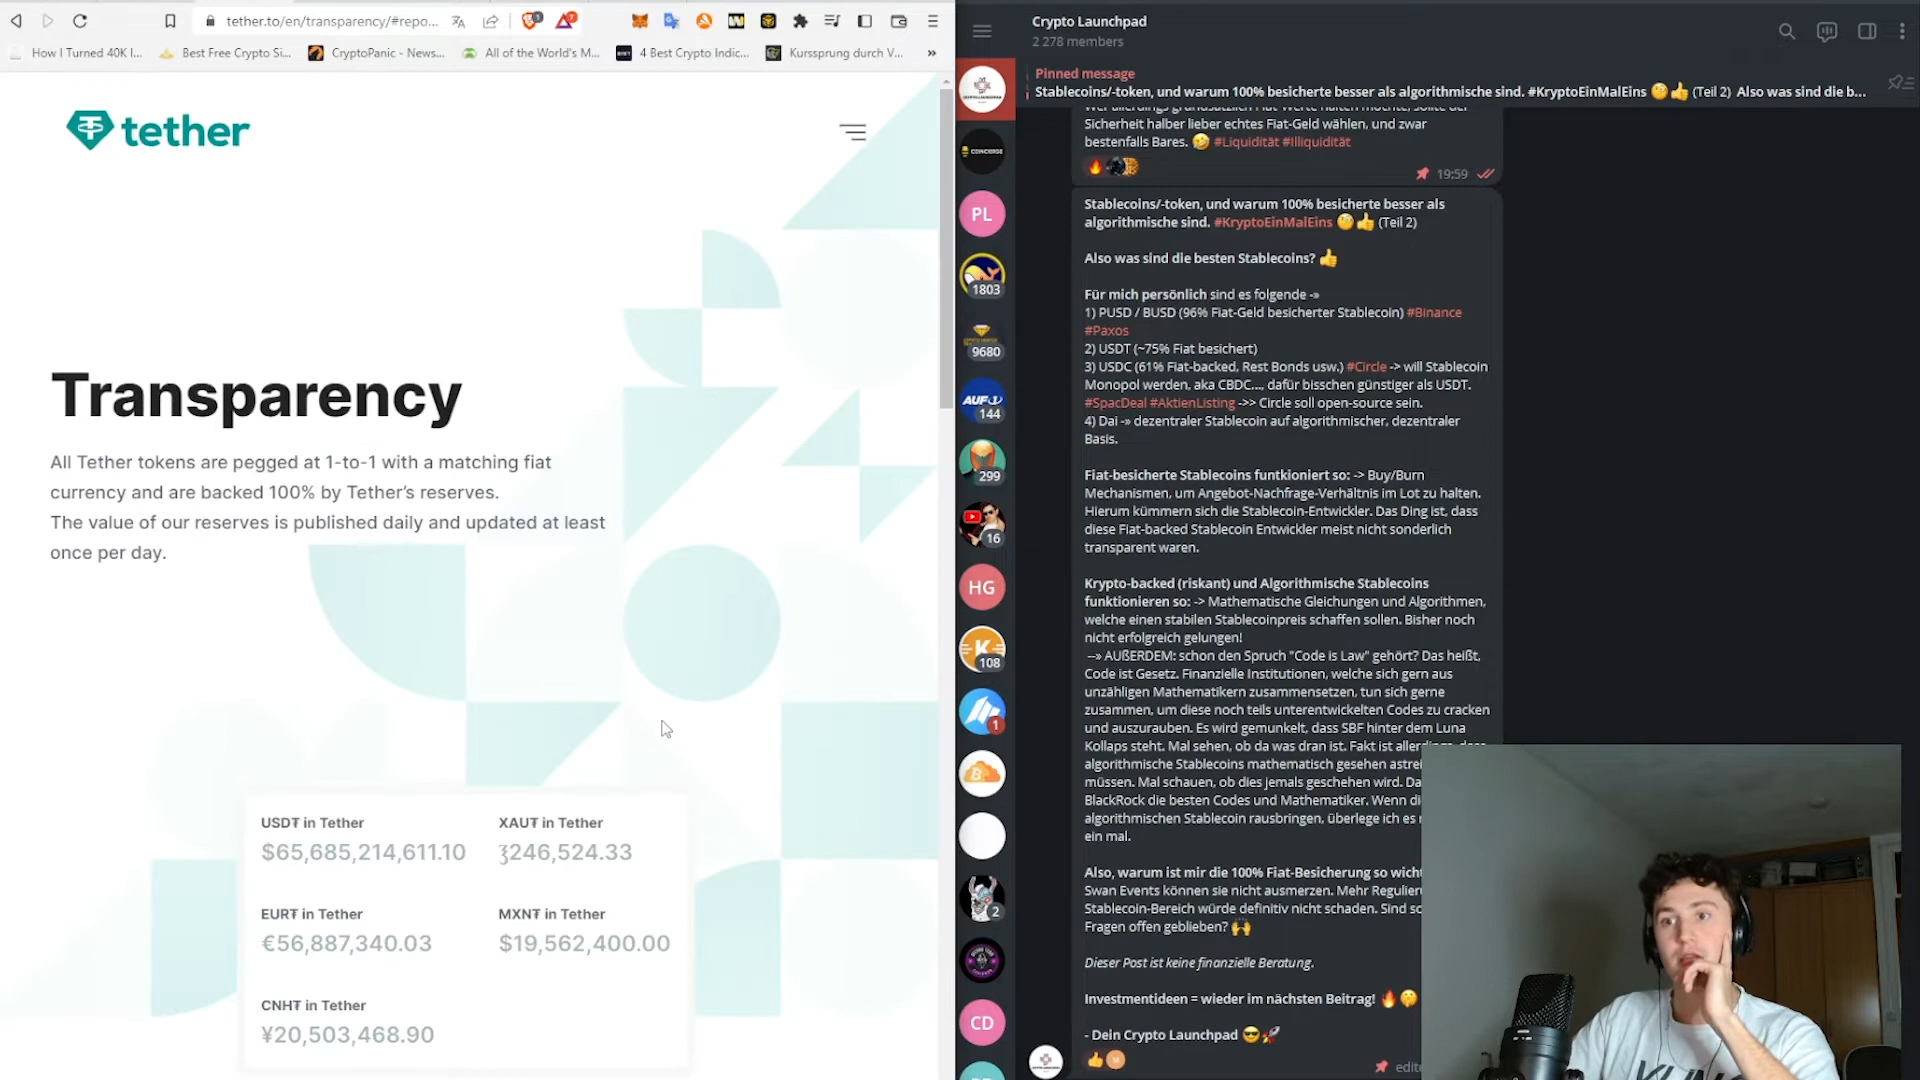 tether.to/en/transparency/#repo...
How I Turned 40K I...
Best Free Crypto Si...
CryptoPanic - News...
All of the World's M...
4 Best Crypto Indic...
Kurssprung durch V...
»
tether
Transparency
All Tether tokens are pegged at 1-to-1 with a matching fiat
currency and are backed 100% by Tether's reserves.
The value of our reserves is published daily and updated at least
once per day.
USD₮ in Tether
$65,685,214,611.10
XAU₮ in Tether
ʒ246,524.33
EUR₮ in Tether
€56,887,340.03
MXN₮ in Tether
$19,562,400.00
CNH₮ in Tether
¥20,503,468.90
Crypto Launchpad
2 278 members
Pinned message
Stablecoins/-token, und warum 100% besicherte besser als algorithmische sind. #KryptoEinMalEins 🧐👍 (Teil 2) Also was sind die b...
CONCIERGE
PL
1803
9680
AUF
144
299
16
HG
K
108
1
2
CD
Sicherheit halber lieber echtes Fiat-Geld wählen, und zwar
bestenfalls Bares. 🤣 #Liquidität #Illiquidität
19:59
Stablecoins/-token, und warum 100% besicherte besser als
algorithmische sind. #KryptoEinMalEins 🧐👍 (Teil 2)
Also was sind die besten Stablecoins? 👍
Für mich persönlich sind es folgende -»
1) PUSD / BUSD (96% Fiat-Geld besicherter Stablecoin) #Binance
#Paxos
2) USDT (~75% Fiat besichert)
3) USDC (61% Fiat-backed, Rest Bonds usw.) #Circle -> will Stablecoin
Monopol werden, aka CBDC..., dafür bisschen günstiger als USDT.
#SpacDeal #AktienListing ->> Circle soll open-source sein.
4) Dai -» dezentraler Stablecoin auf algorithmischer, dezentraler
Basis.
Fiat-besicherte Stablecoins funtkioniert so: -> Buy/Burn
Mechanismen, um Angebot-Nachfrage-Verhältnis im Lot zu halten.
Hierum kümmern sich die Stablecoin-Entwickler. Das Ding ist, dass
diese Fiat-backed Stablecoin Entwickler meist nicht sonderlich
transparent waren.
Krypto-backed (riskant) und Algorithmische Stablecoins
funktionieren so: -> Mathematische Gleichungen und Algorithmen,
welche einen stabilen Stablecoinpreis schaffen sollen. Bisher noch
nicht erfolgreich gelungen!
--» AUßERDEM: schon den Spruch "Code is Law" gehört? Das heißt,
Code ist Gesetz. Finanzielle Institutionen, welche sich gern aus
unzähligen Mathematikern zusammensetzen, tun sich gerne
zusammen, um diese noch teils unterentwickelten Codes zu cracken
und auszurauben. Es wird gemunkelt, dass SBF hinter dem Luna
Kollaps steht. Mal sehen, ob da was dran ist. Fakt ist
algorithmische Stablecoins mathematisch gesehen
müssen. Mal schauen, ob dies jemals geschehen wird.
BlackRock die besten Codes und Mathematiker. Wenn
algorithmischen Stablecoin rausbringen, überlege ich es
ein mal.
Also, warum ist mir die 100% Fiat-Besicherung so
Swan Events können sie nicht ausmerzen. Mehr
Stablecoin-Bereich würde definitiv nicht schaden. Sind
Fragen offen geblieben? 🙌
Dieser Post ist keine finanzielle Beratung.
Investmentideen = wieder im nächsten Beitrag! 🔥🤫
- Dein Crypto Launchpad 😎🚀